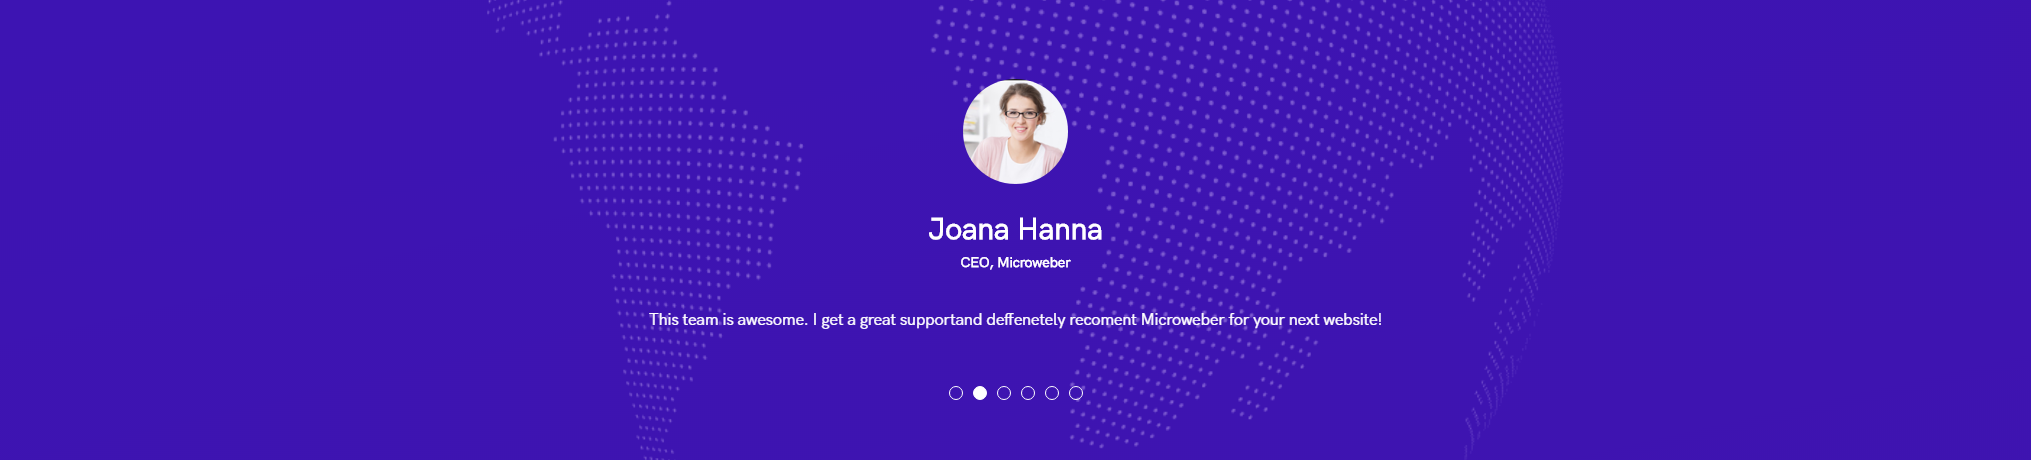 Joana Hanna
CEO, Microweber
This team is awesome. I get a great supportand deffenetely recoment Microweber for your next website!